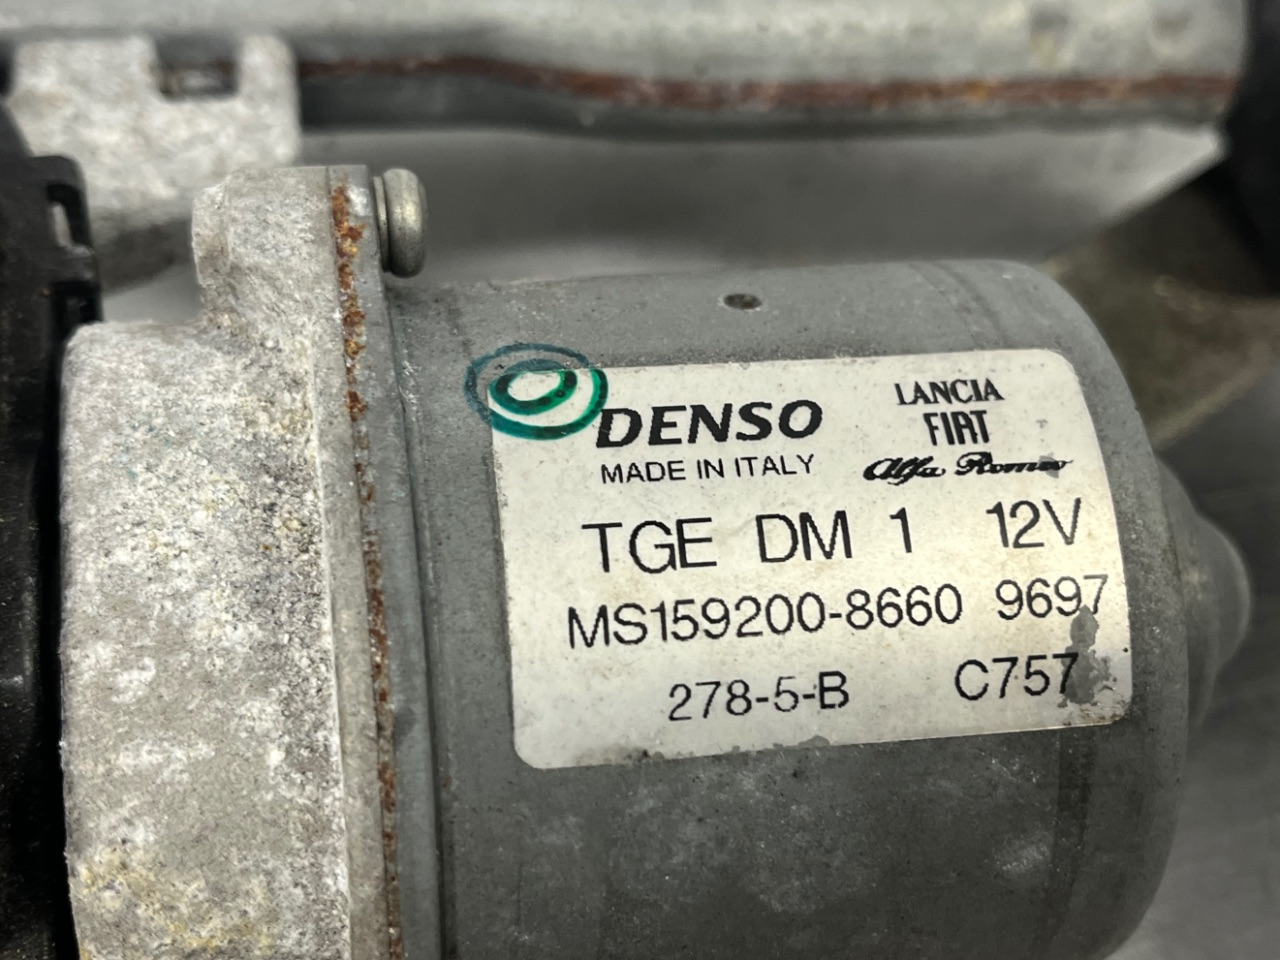 DENSO
MADE IN ITALY
LANCIA
FIAT
Alfa Romeo
TGE DM 1 12V
MS159200-8660 9697
278-5-B C757